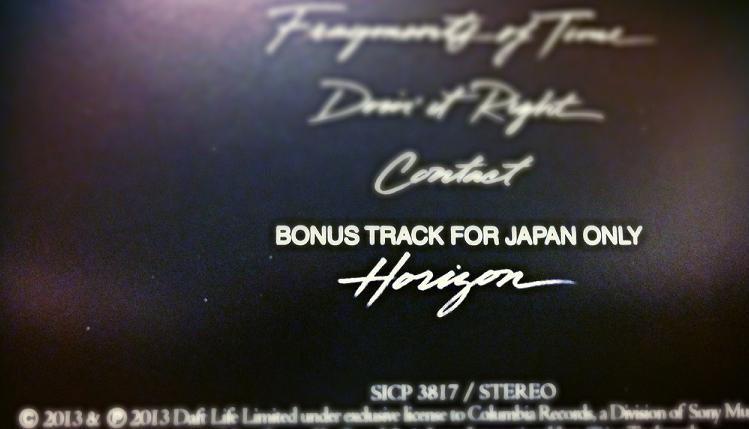 Fragments of Time
Doin' it Right
Contact
BONUS TRACK FOR JAPAN ONLY
Horizon
SICP 3817 / STEREO
© 2013 & ℗ 2013 Daft Life Limited under exclusive license to Columbia Records, a Division of Sony Mu